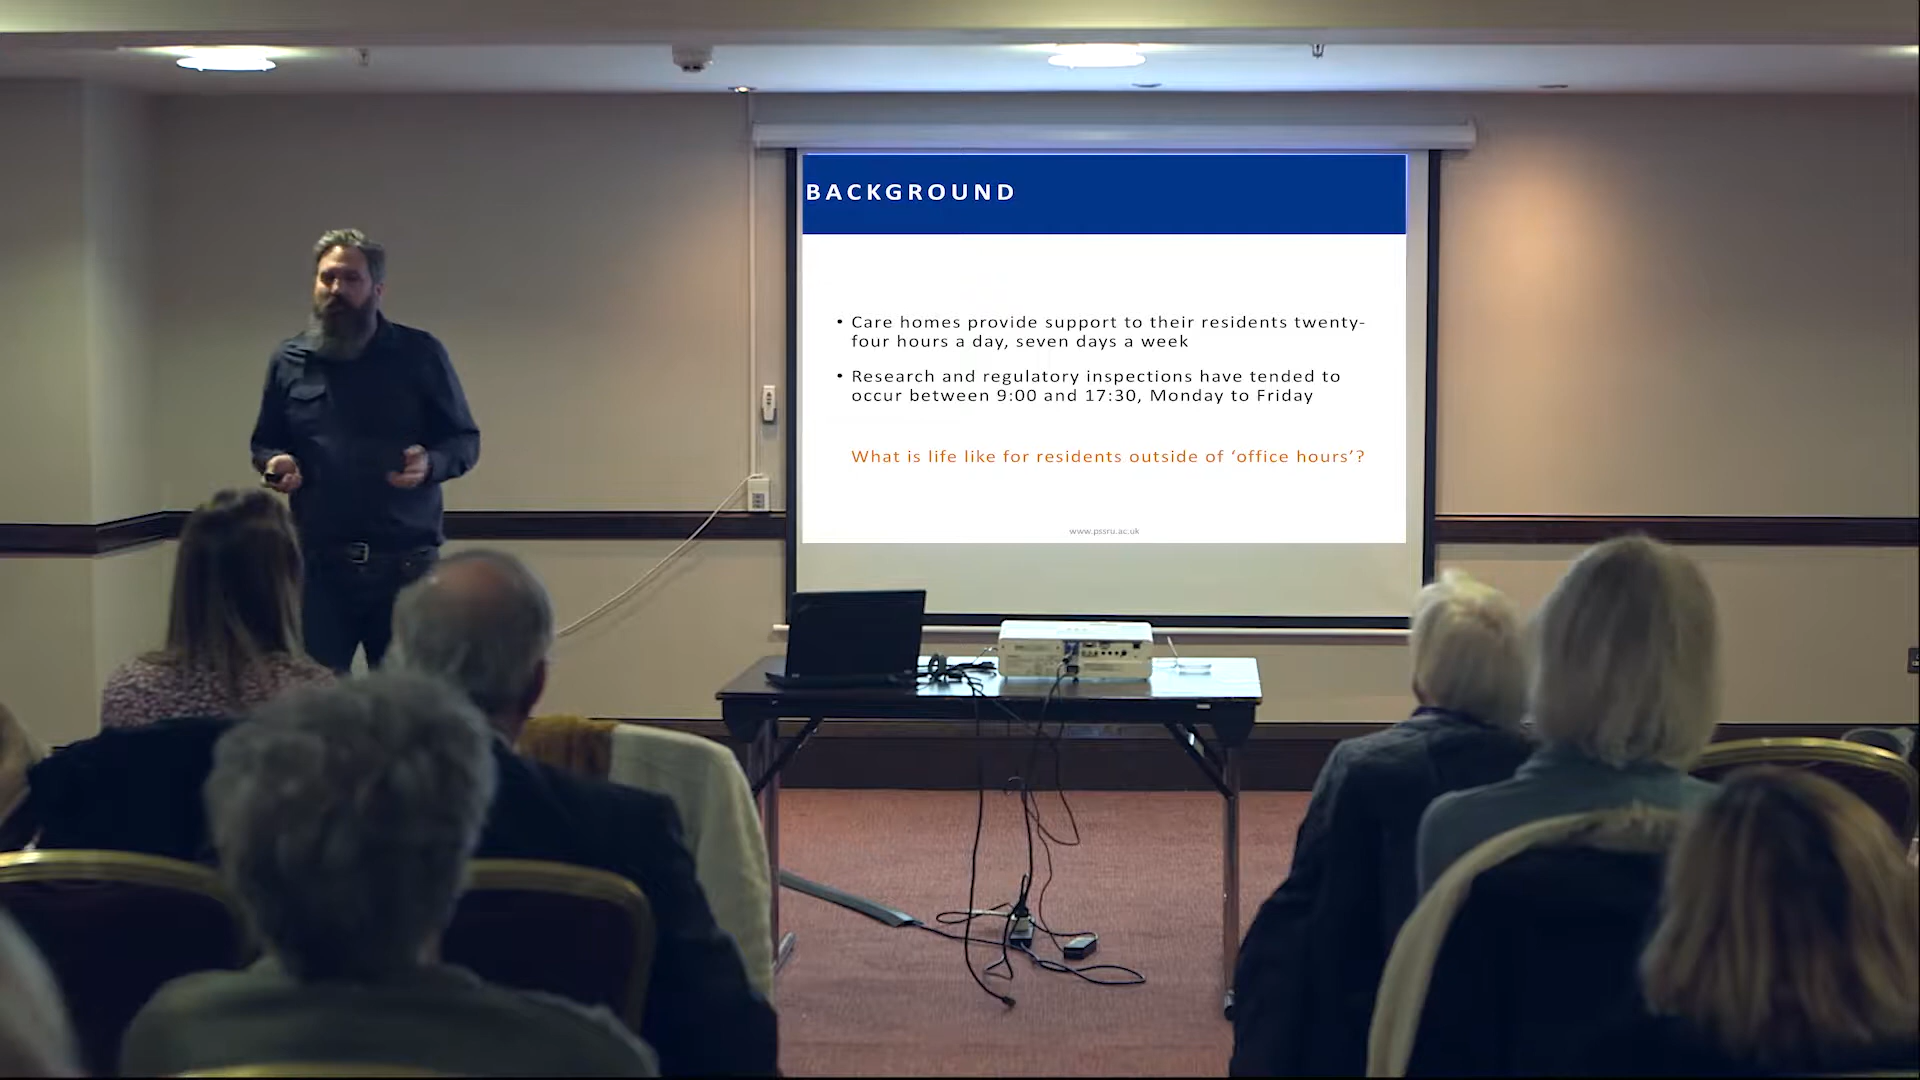 BACKGROUND
• Care homes provide support to their residents twenty-
four hours a day, seven days a week
• Research and regulatory inspections have tended to
occur between 9:00 and 17:30, Monday to Friday
What is life like for residents outside of ‘office hours’?
www.pssru.ac.uk